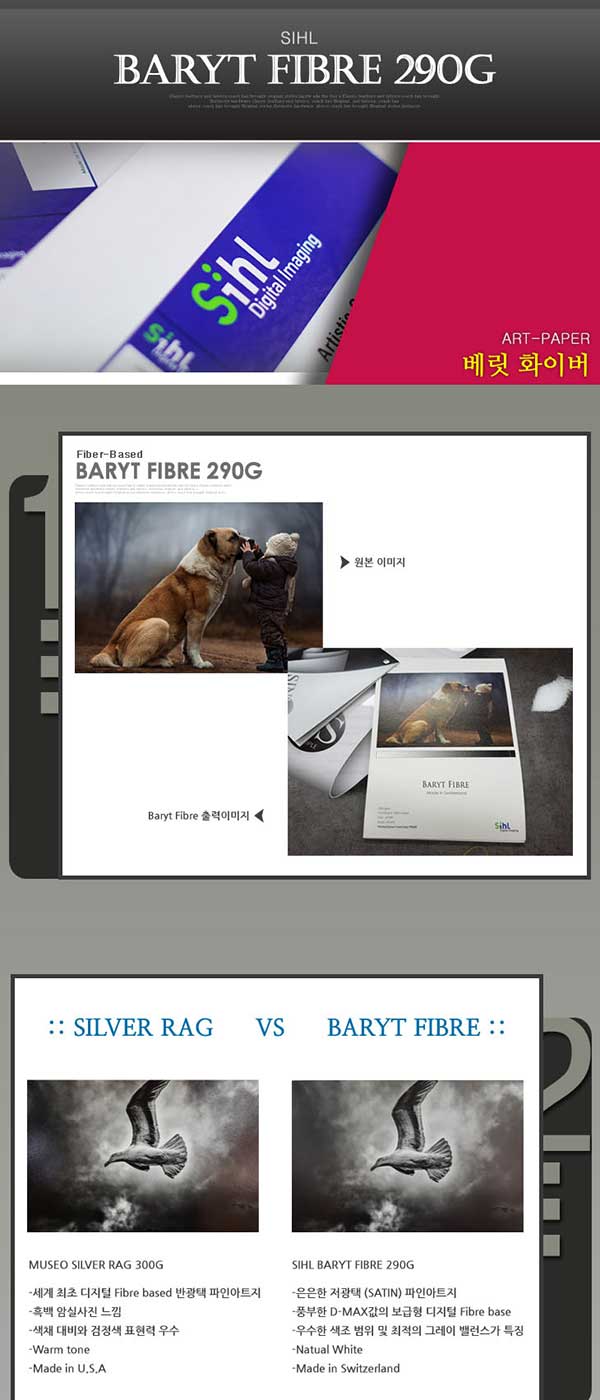 SIHL
BARYT FIBRE 290G
Sihl
Digital Imaging
Sihl
ART-PAPER
베릿 화이버
Fiber-Based
BARYT FIBRE 290G
1
원본 이미지
BARYT FIBRE
Made in Switzerland
Sihl
Baryt Fibre 출력이미지
:: SILVER RAG VS BARYT FIBRE ::
2
MUSEO SILVER RAG 300G
-세계 최초 디지털 Fibre based 반광택 파인아트지
-흑백 암실사진 느낌
-색채 대비와 검정색 표현력 우수
-Warm tone
-Made in U.S.A
SIHL BARYT FIBRE 290G
-은은한 저광택 (SATIN) 파인아트지
-풍부한 D-MAX값의 보급형 디지털 Fibre base
-우수한 색조 범위 및 최적의 그레이 밸런스가 특징
-Natual White
-Made in Switzerland